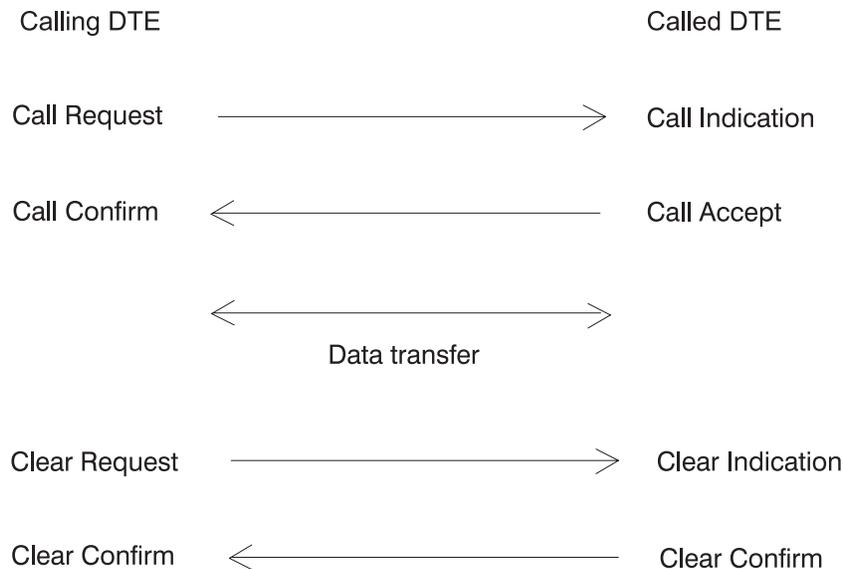 Calling DTE Called DTE
Call Request Call Indication
Call Confirm Call Accept
Data transfer
Clear Request Clear Indication
Clear Confirm Clear Confirm